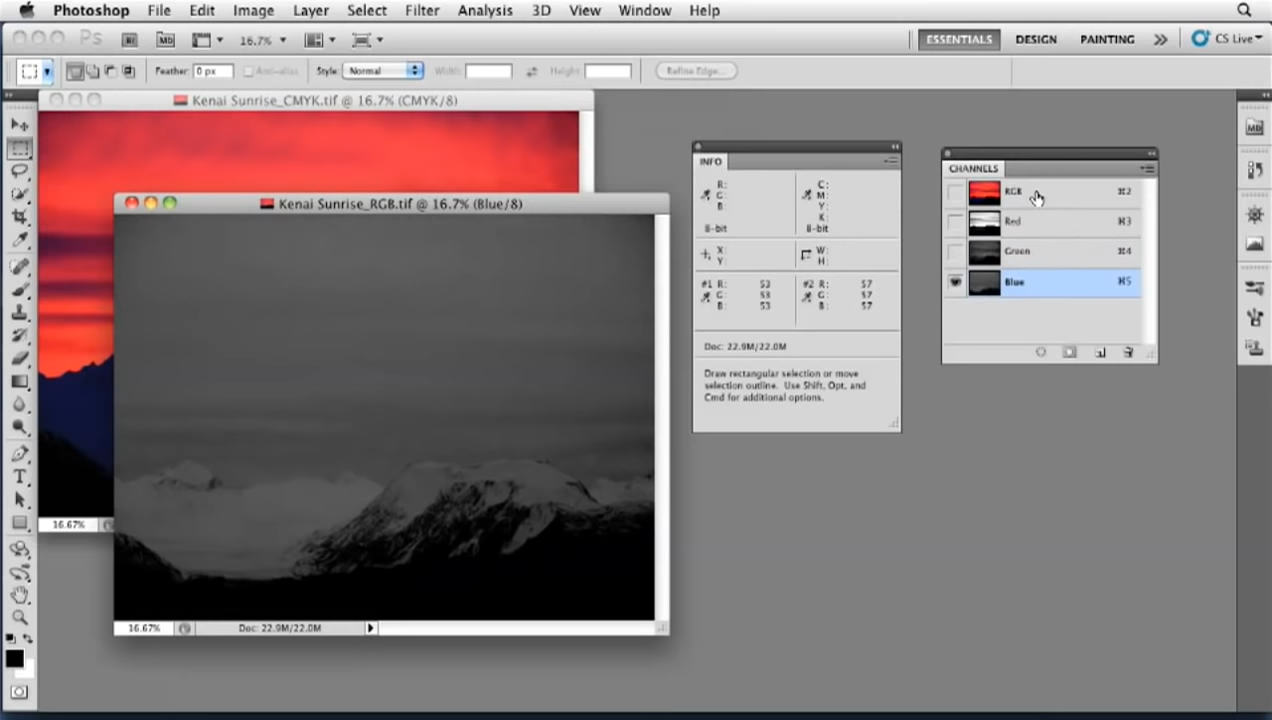 Photoshop File Edit Image Layer Select Filter Analysis 3D View Window Help
Ps Br Mb 16.7% ESSENTIALS DESIGN PAINTING CS Live
Feather: 0 px Anti-alias Style: Normal Width: Height: Refine Edge...
Kenai Sunrise_CMYK.tif @ 16.7% (CMYK/8)
Kenai Sunrise_RGB.tif @ 16.7% (Blue/8)
16.67%
16.67% Doc: 22.9M/22.0M
INFO
R: C:
G: M:
B: Y:
K:
8-bit 8-bit
X: W:
Y: H:
#1 R: 53 #2 R: 57
G: 53 G: 57
B: 53 B: 57
Doc: 22.9M/22.0M
Draw rectangular selection or move
selection outline. Use Shift, Opt, and
Cmd for additional options.
CHANNELS
RGB ⌘2
Red ⌘3
Green ⌘4
Blue ⌘5
Mb
T